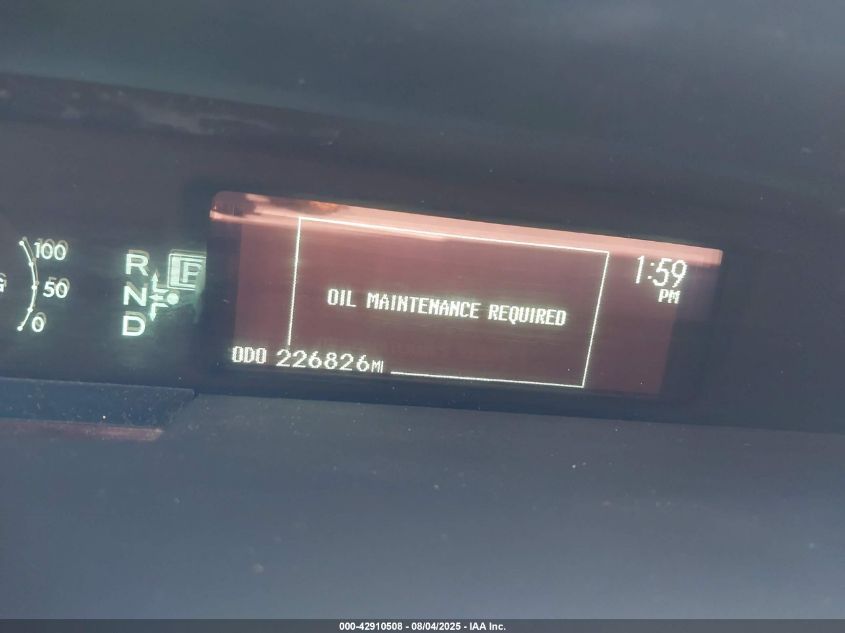 100
50
0
R
P
N
D
OIL MAINTENANCE REQUIRED
1:59
PM
ODO 226826MI
000-42910508 - 08/04/2025 - IAA Inc.